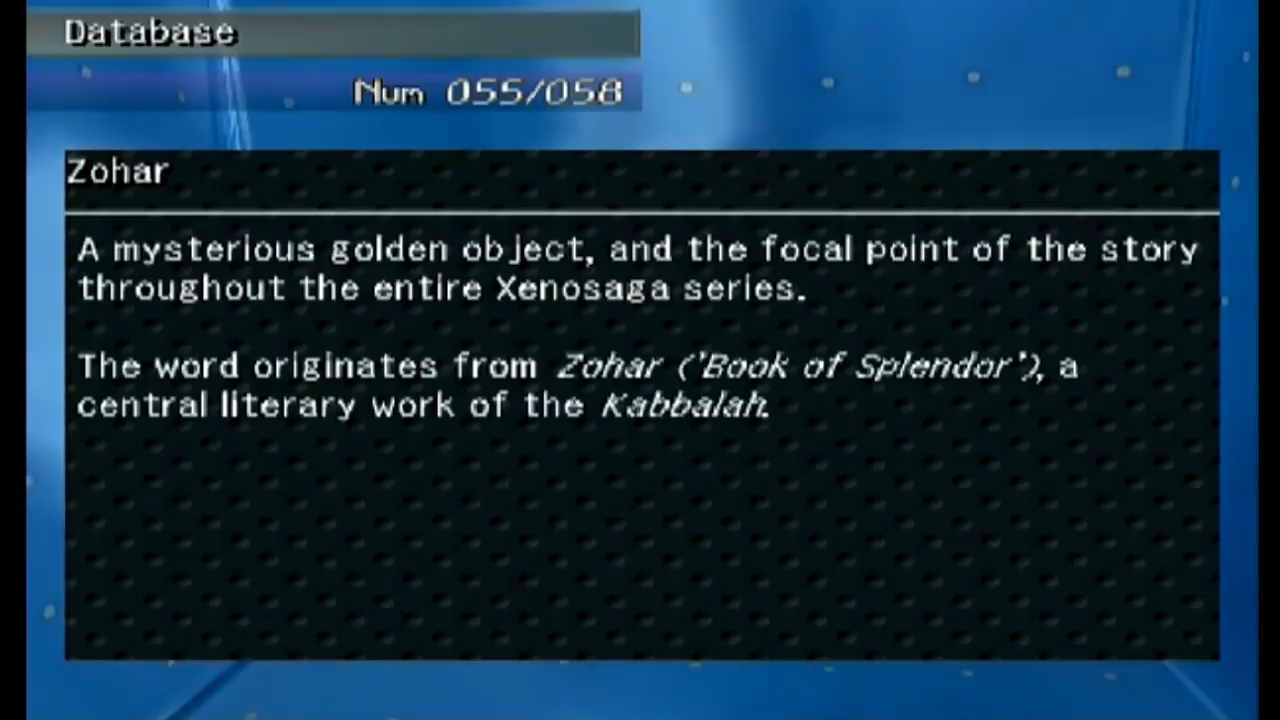 Database
Num 055/058
Zohar
A mysterious golden object, and the focal point of the story
throughout the entire Xenosaga series.
The word originates from Zohar ('Book of Splendor'), a
central literary work of the Kabbalah.